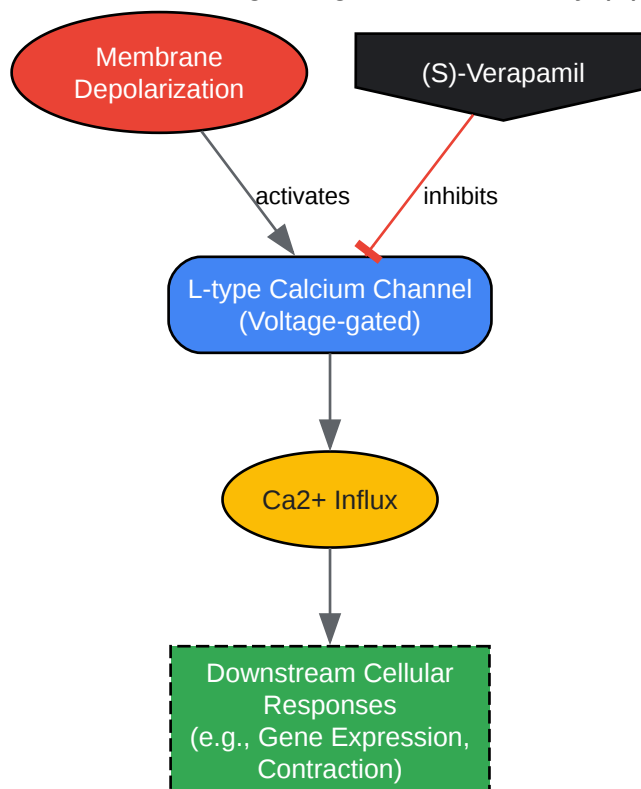 Membrane
Depolarization
(S)-Verapamil
activates
inhibits
L-type Calcium Channel
(Voltage-gated)
Ca2+ Influx
Downstream Cellular
Responses
(e.g., Gene Expression,
Contraction)